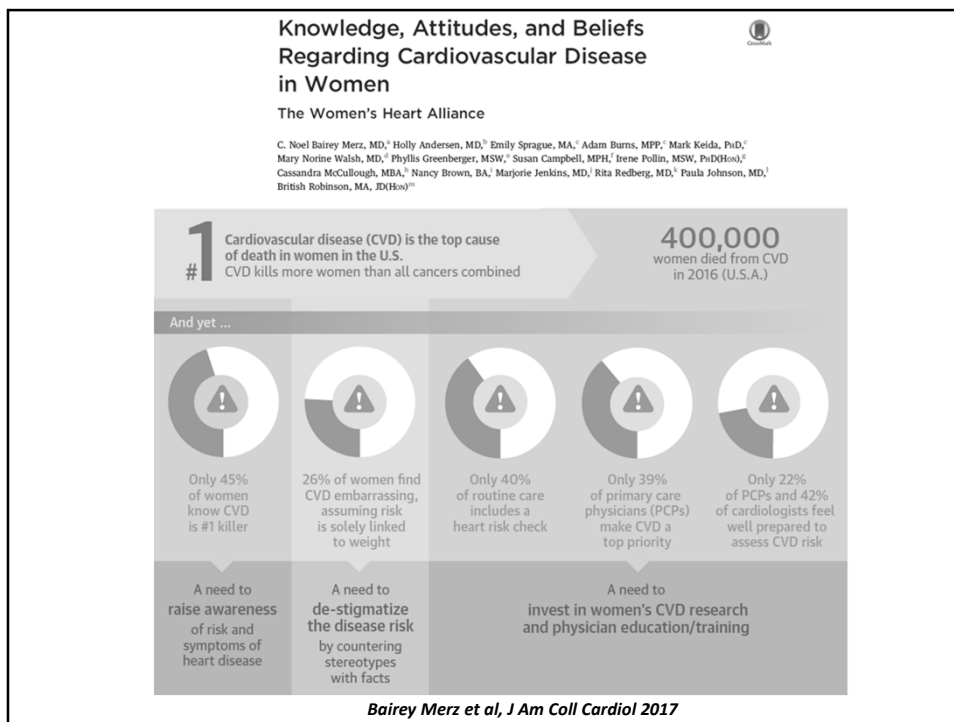 Knowledge, Attitudes, and Beliefs
Regarding Cardiovascular Disease
in Women
CrossMark
The Women's Heart Alliance
C. Noel Bairey Merz, MD,a Holly Andersen, MD,b Emily Sprague, MA,c Adam Burns, MPP,c Mark Keida, PHD,c
Mary Norine Walsh, MD,d Phyllis Greenberger, MSW,e Susan Campbell, MPH,f Irene Pollin, MSW, PHD(HON),g
Cassandra McCullough, MBA,h Nancy Brown, BA,i Marjorie Jenkins, MD,j Rita Redberg, MD,k Paula Johnson, MD,l
British Robinson, MA, JD(HON)m
#1
Cardiovascular disease (CVD) is the top cause
of death in women in the U.S.
CVD kills more women than all cancers combined
400,000
women died from CVD
in 2016 (U.S.A.)
And yet ...
Only 45%
of women
know CVD
is #1 killer
26% of women find
CVD embarrassing,
assuming risk
is solely linked
to weight
Only 40%
of routine care
includes a
heart risk check
Only 39%
of primary care
physicians (PCPs)
make CVD a
top priority
Only 22%
of PCPs and 42%
of cardiologists feel
well prepared to
assess CVD risk
A need to
raise awareness
of risk and
symptoms of
heart disease
A need to
de-stigmatize
the disease risk
by countering
stereotypes
with facts
A need to
invest in women's CVD research
and physician education/training
Bairey Merz et al, J Am Coll Cardiol 2017